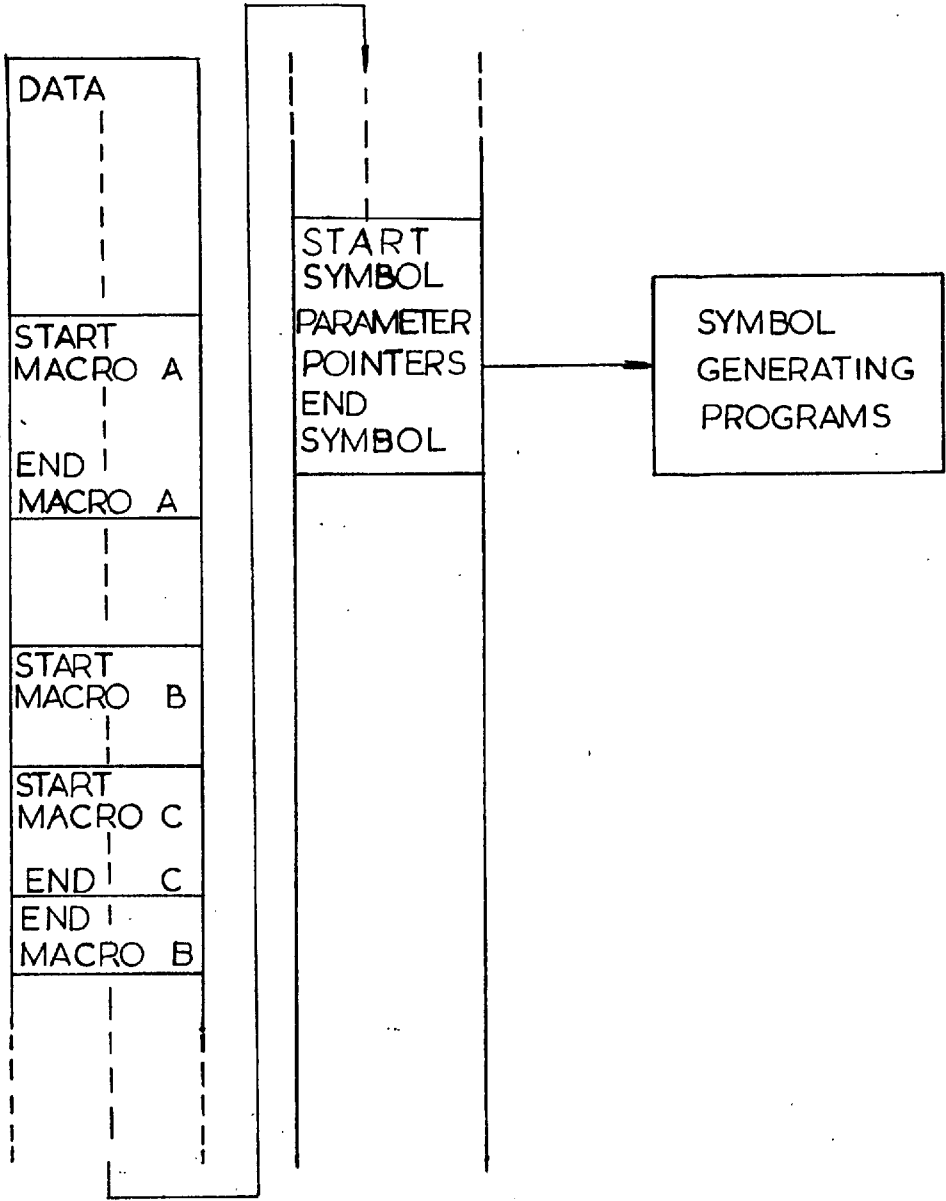 DATA
START
MACRO A
END
MACRO A
START
MACRO B
START
MACRO C
END C
END
MACRO B
START
SYMBOL
PARAMETER
POINTERS
END
SYMBOL
SYMBOL
GENERATING
PROGRAMS